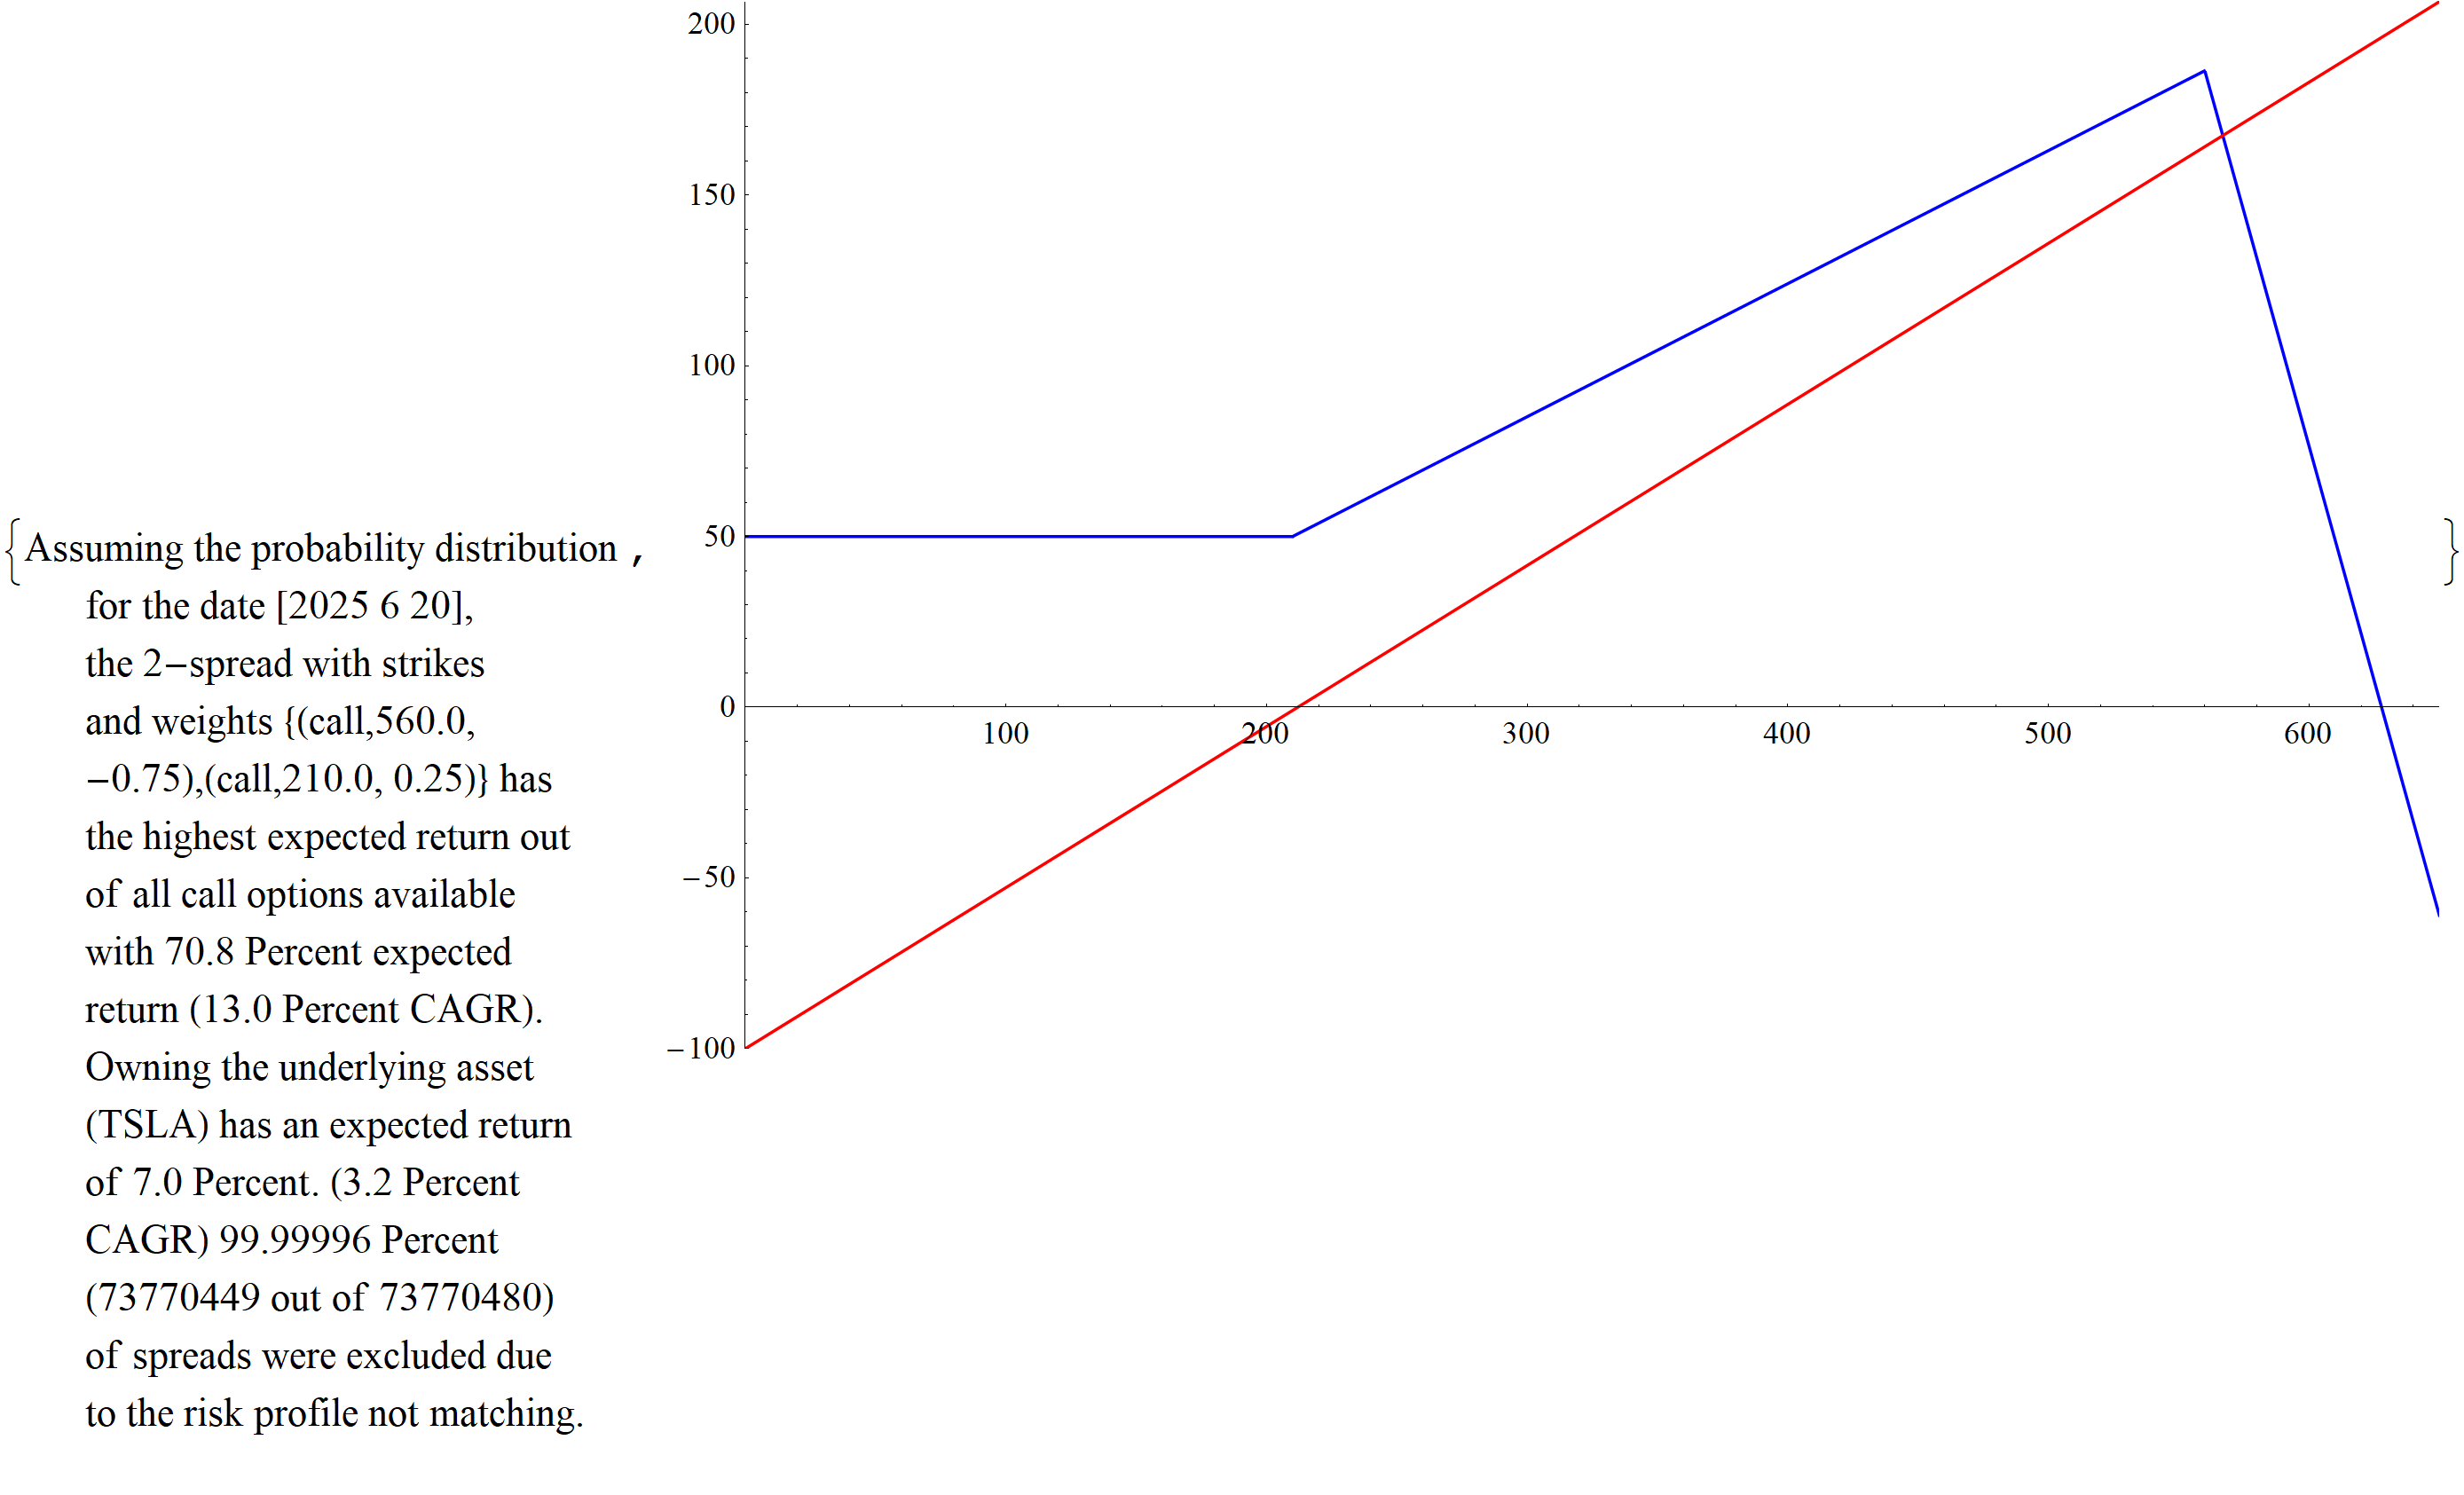 {Assuming the probability distribution ,
for the date [2025 6 20],
the 2−spread with strikes
and weights {(call,560.0,
−0.75),(call,210.0, 0.25)} has
the highest expected return out
of all call options available
with 70.8 Percent expected
return (13.0 Percent CAGR).
Owning the underlying asset
(TSLA) has an expected return
of 7.0 Percent. (3.2 Percent
CAGR) 99.99996 Percent
(73770449 out of 73770480)
of spreads were excluded due
to the risk profile not matching.
200
150
100
50
0
−50
−100
100 200 300 400 500 600
}